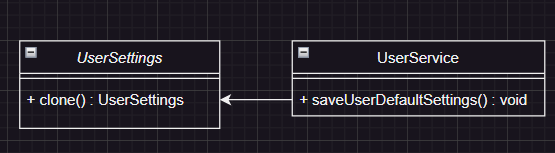 UserSettings
+ clone() : UserSettings
UserService
+ saveUserDefaultSettings() : void